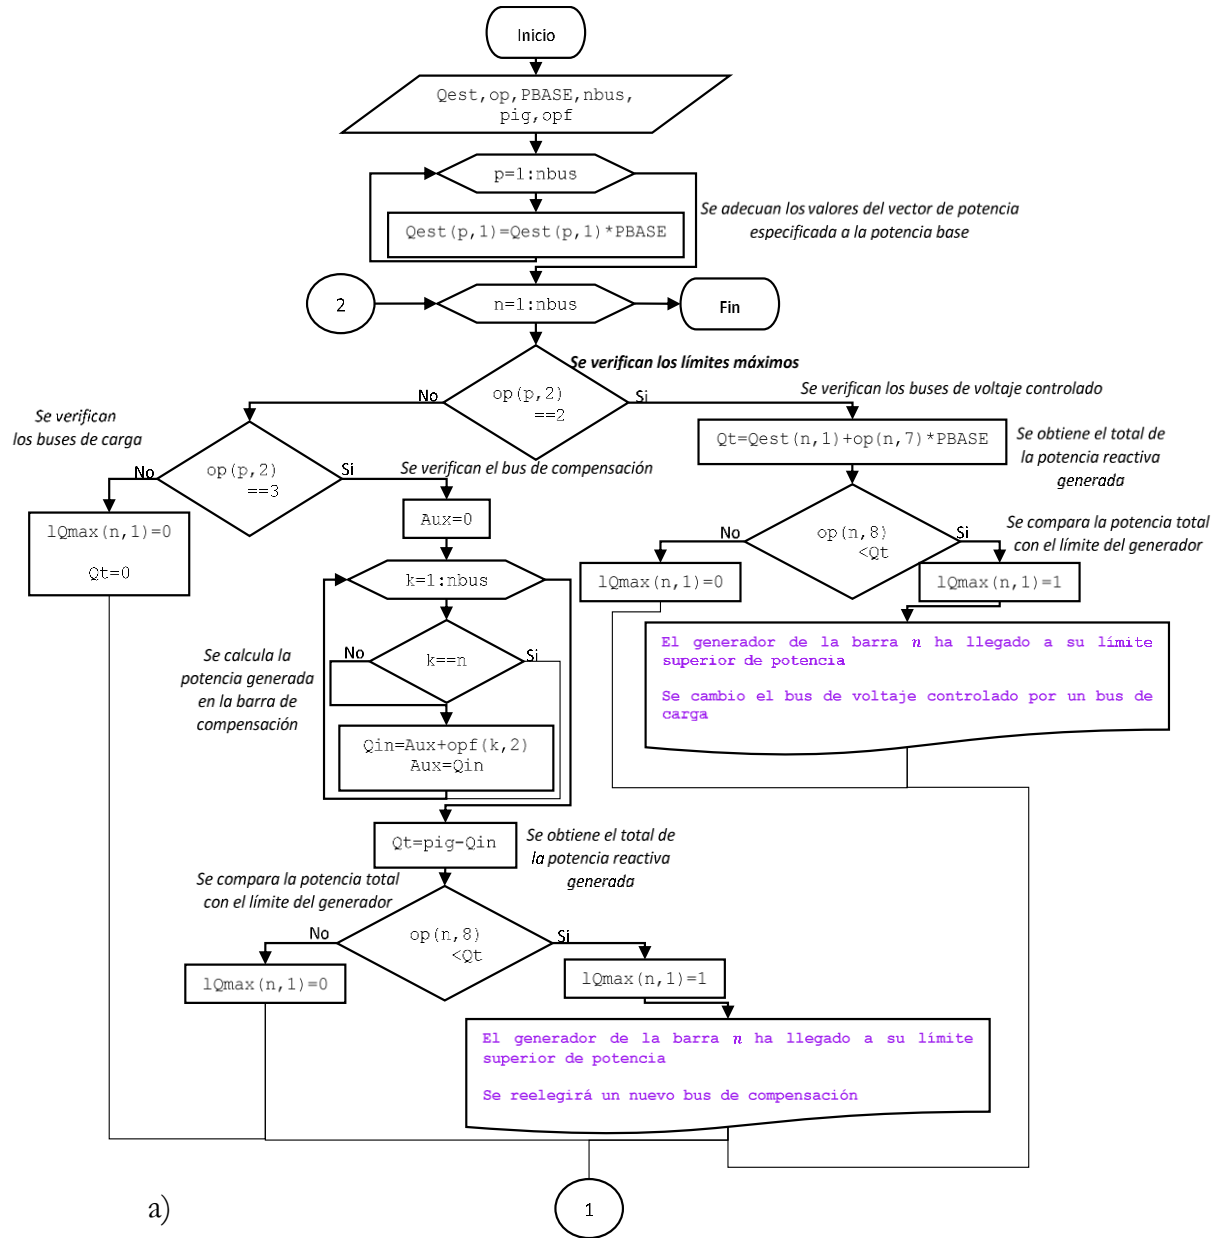 Inicio
Qest,op,PBASE,nbus,
pig,opf
p=1:nbus
Se adecuan los valores del vector de potencia
especificada a la potencia base
Qest(p,1)=Qest(p,1)*PBASE
2
n=1:nbus
Fin
Se verifican los límites máximos
No
op(p,2)
==2
Si
Se verifican los buses de voltaje controlado
Se verifican
los buses de carga
Qt=Qest(n,1)+op(n,7)*PBASE
Se obtiene el total de
la potencia reactiva
generada
No
op(p,2)
==3
Si
Se verifican el bus de compensación
Aux=0
lQmax(n,1)=0
Qt=0
No
op(n,8)
<Qt
Si
Se compara la potencia total
con el límite del generador
k=1:nbus
lQmax(n,1)=0
lQmax(n,1)=1
Se calcula la
potencia generada
en la barra de
compensación
No
k==n
Si
El generador de la barra n ha llegado a su límite
superior de potencia
Se cambio el bus de voltaje controlado por un bus de
carga
Qin=Aux+opf(k,2)
Aux=Qin
Qt=pig-Qin
Se obtiene el total de
la potencia reactiva
generada
Se compara la potencia total
con el límite del generador
No
op(n,8)
<Qt
Si
lQmax(n,1)=0
lQmax(n,1)=1
El generador de la barra n ha llegado a su límite
superior de potencia
Se reelegirá un nuevo bus de compensación
a)
1